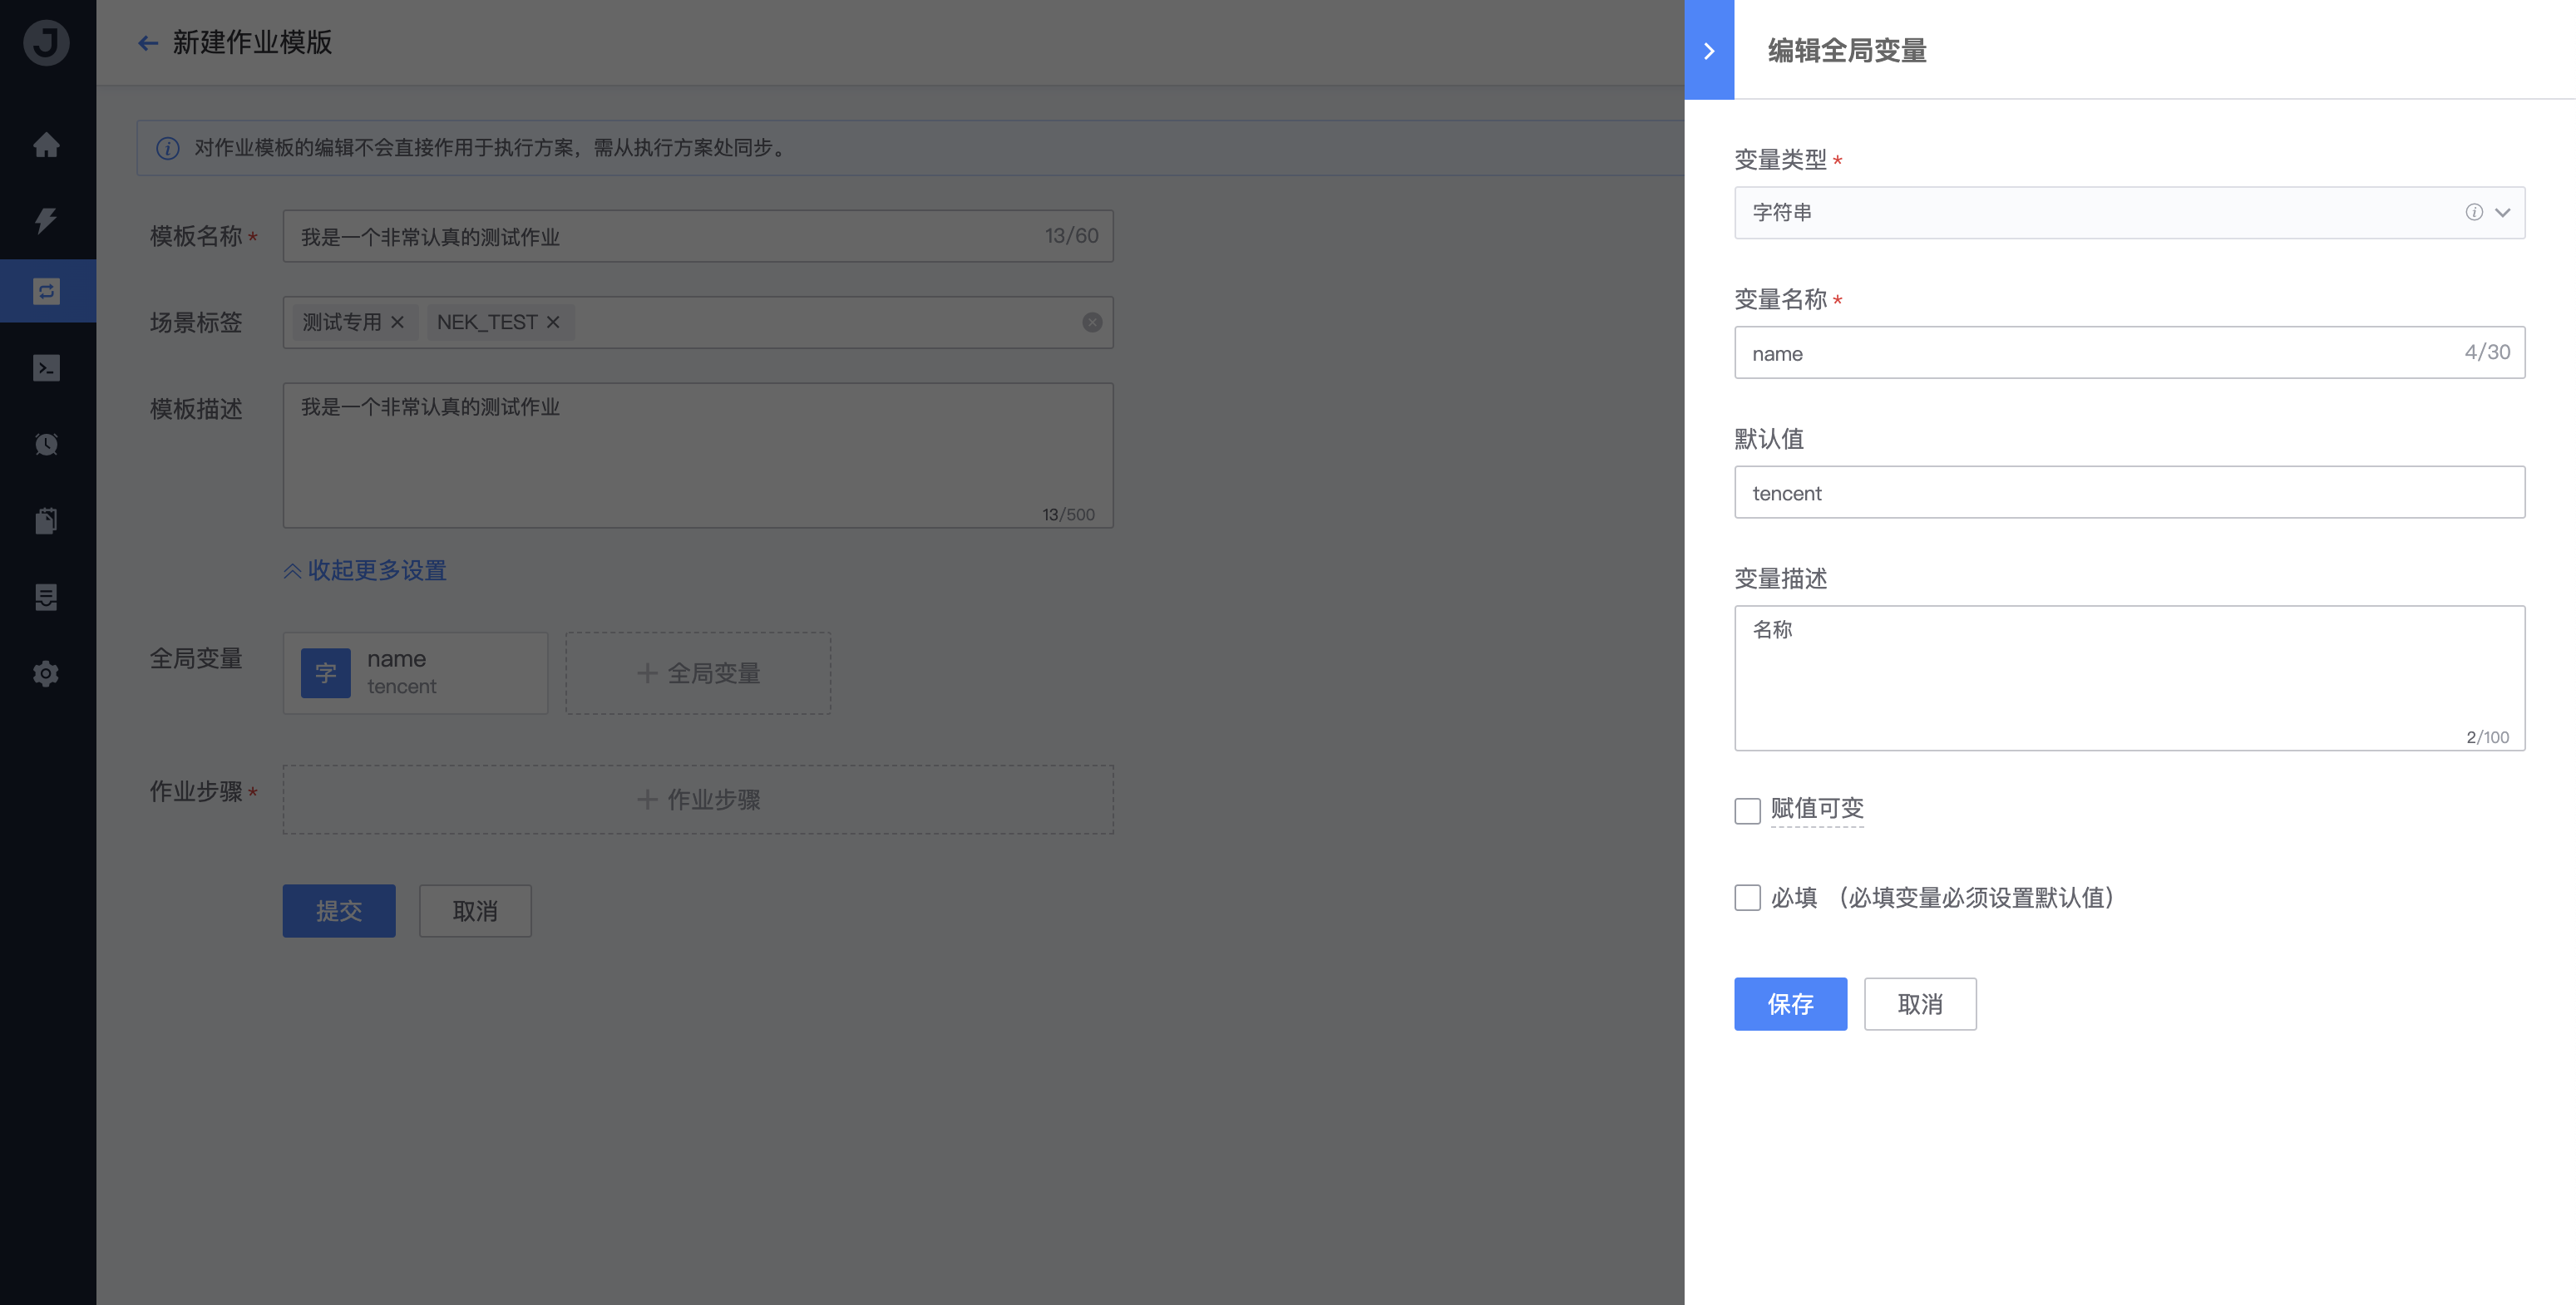 J
新建作业模版
对作业模板的编辑不会直接作用于执行方案，需从执行方案处同步。
模板名称 *
我是一个非常认真的测试作业
13/60
场景标签
测试专用
NEK_TEST
模板描述
我是一个非常认真的测试作业
13/500
收起更多设置
全局变量
字
name
tencent
全局变量
作业步骤 *
作业步骤
提交
取消
编辑全局变量
变量类型 *
字符串
变量名称 *
name
4/30
默认值
tencent
变量描述
名称
2/100
赋值可变
必填 （必填变量必须设置默认值）
保存
取消